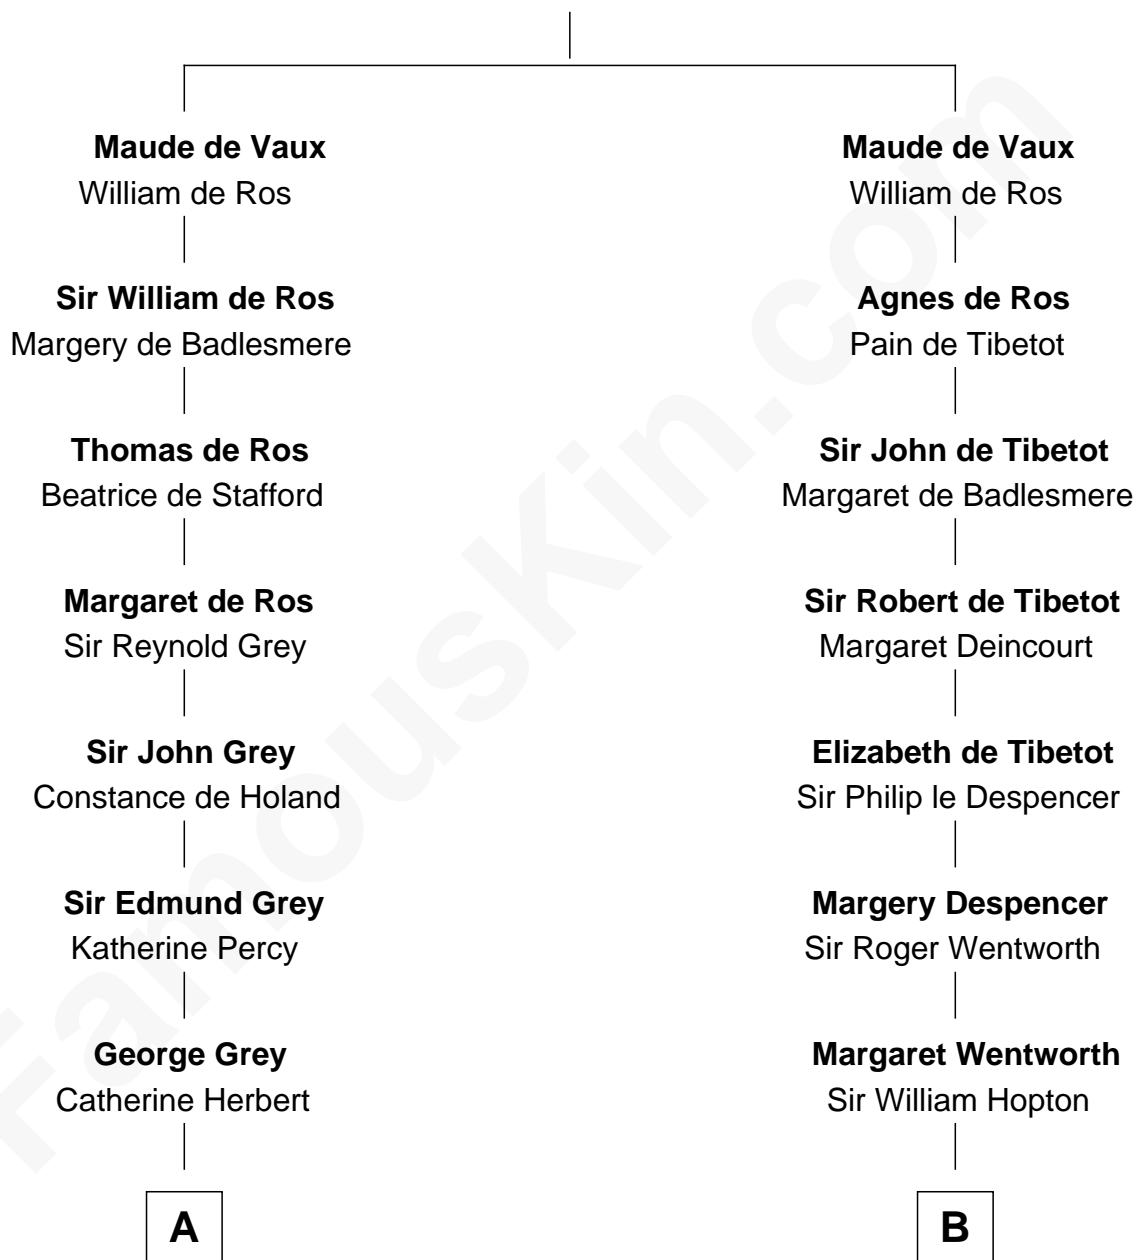 Maude de Vaux
William de Ros
Sir William de Ros
Margery de Badlesmere
Thomas de Ros
Beatrice de Stafford
Margaret de Ros
Sir Reynold Grey
Sir John Grey
Constance de Holand
Sir Edmund Grey
Katherine Percy
George Grey
Catherine Herbert
A
Maude de Vaux
William de Ros
Agnes de Ros
Pain de Tibetot
Sir John de Tibetot
Margaret de Badlesmere
Sir Robert de Tibetot
Margaret Deincourt
Elizabeth de Tibetot
Sir Philip le Despencer
Margery Despencer
Sir Roger Wentworth
Margaret Wentworth
Sir William Hopton
B
FamousKin.com